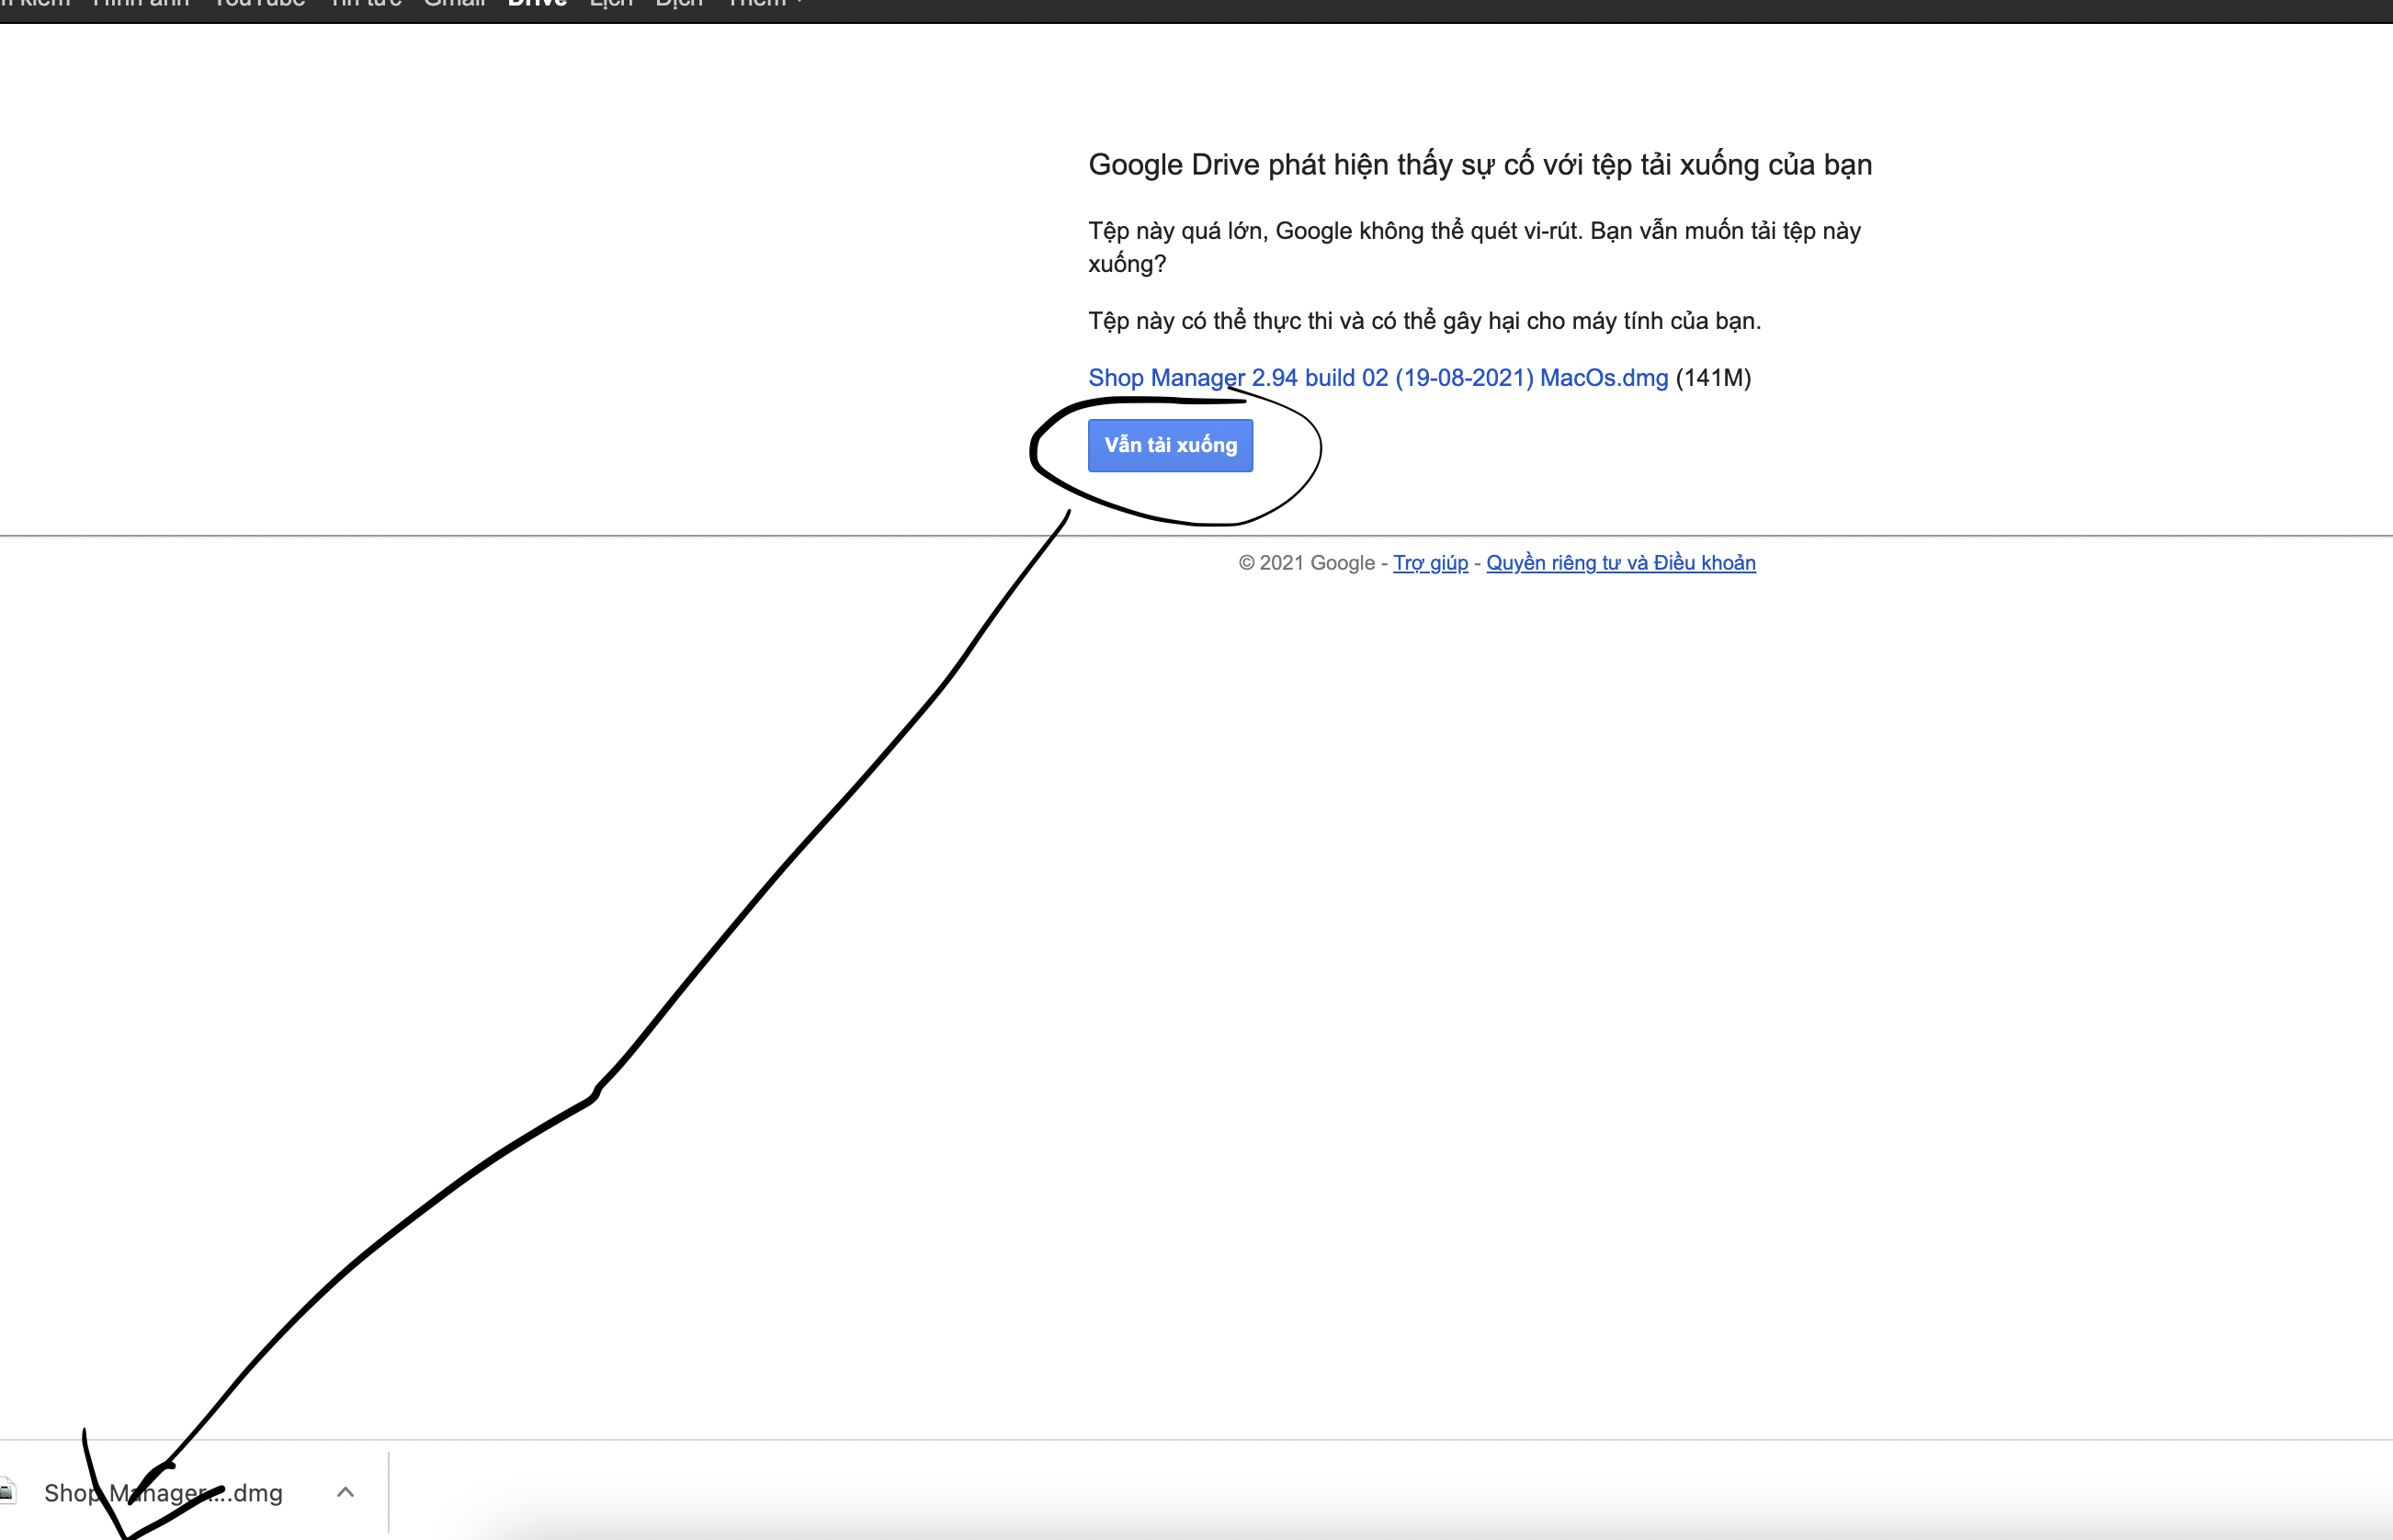 YouTube Tin tức Gmail Drive Lịch Dịch Thêm
Google Drive phát hiện thấy sự cố với tệp tải xuống của bạn
Tệp này quá lớn, Google không thể quét vi-rút. Bạn vẫn muốn tải tệp này
xuống?
Tệp này có thể thực thi và có thể gây hại cho máy tính của bạn.
Shop Manager 2.94 build 02 (19-08-2021) MacOs.dmg (141M)
Vẫn tải xuống
© 2021 Google - Trợ giúp - Quyền riêng tư và Điều khoản
Shop Manager....dmg